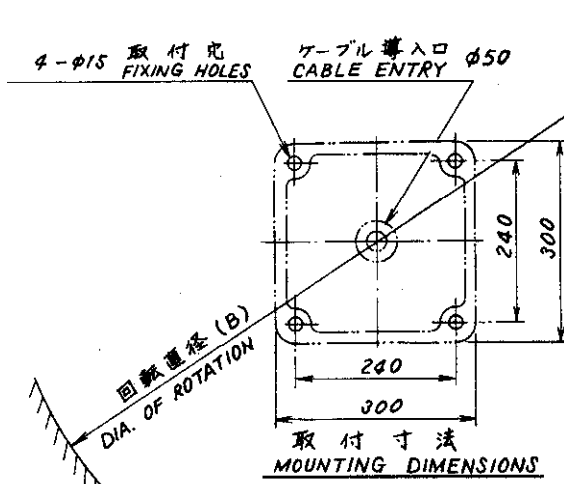 4-φ15 取付穴
FIXING HOLES
ケーブル導入口 φ50
CABLE ENTRY
240
300
回転直径(B)
DIA. OF ROTATION
240
300
取付寸法
MOUNTING DIMENSIONS